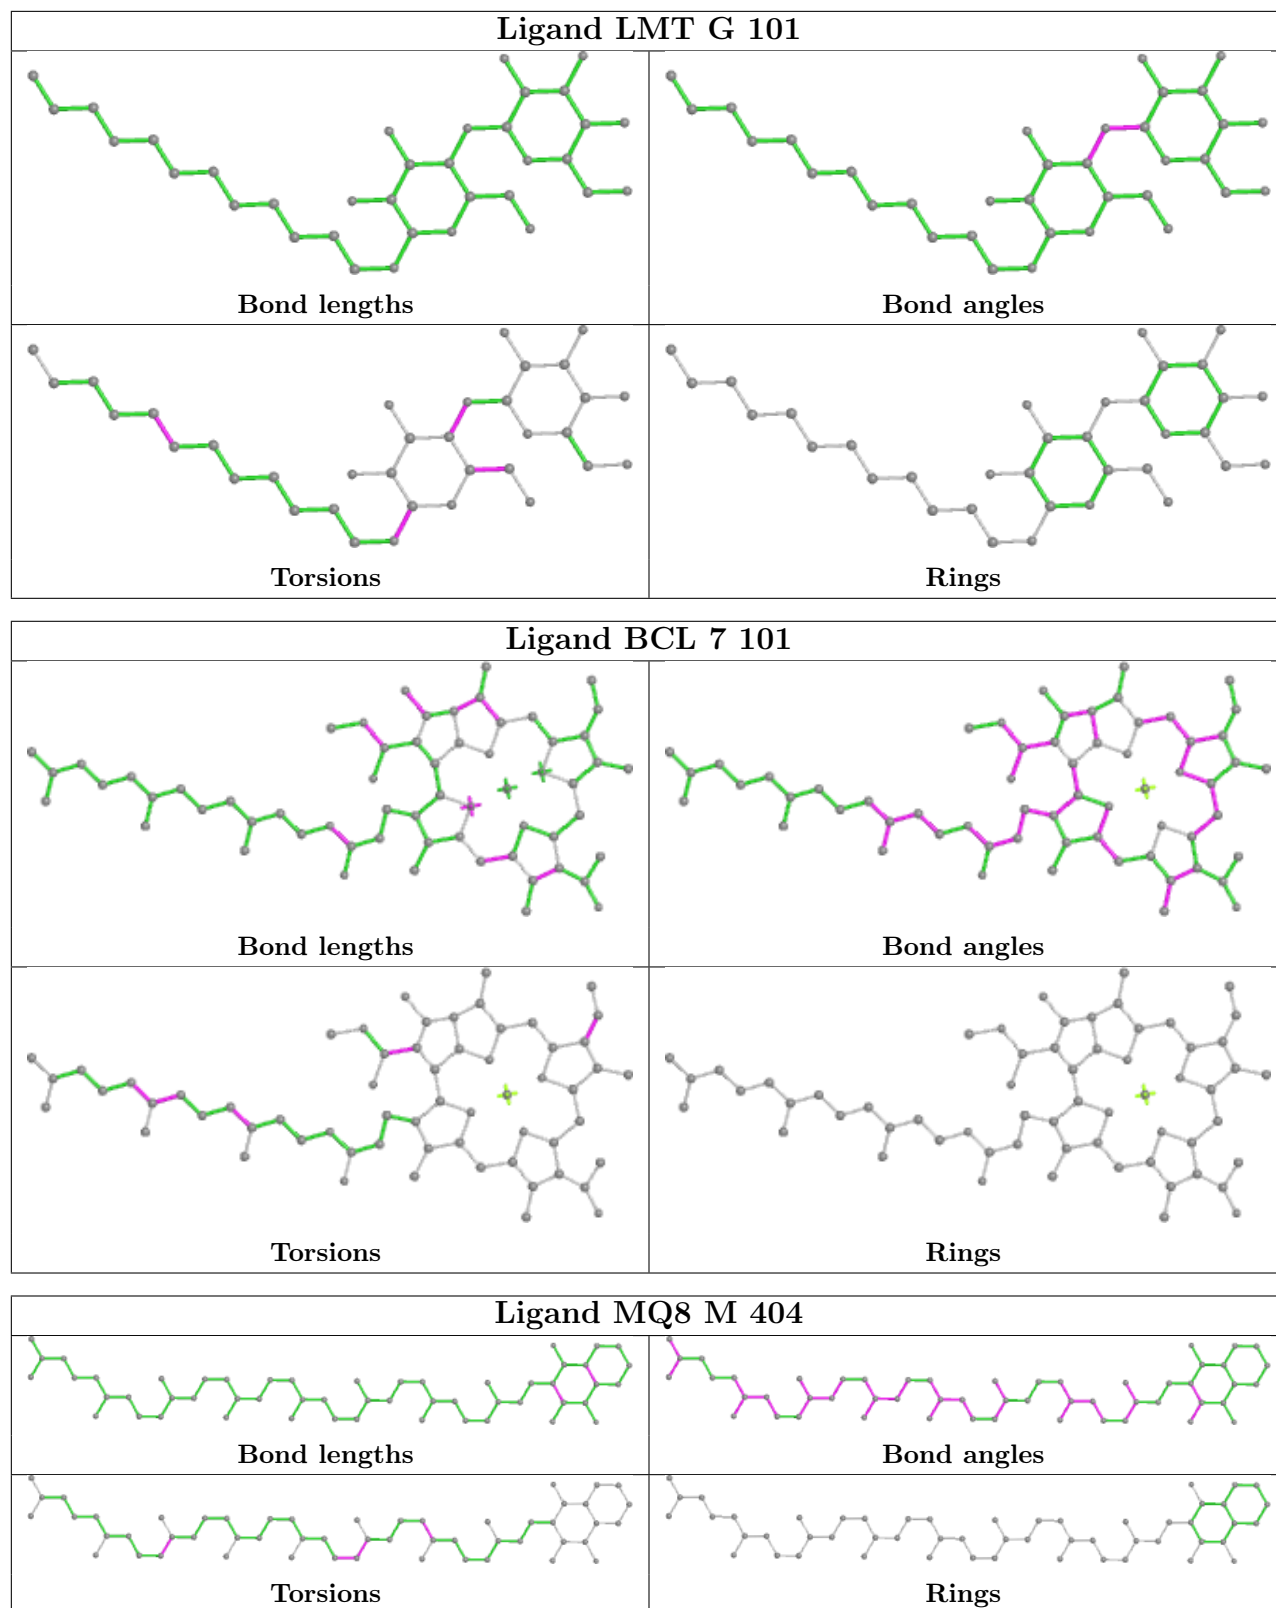 Ligand LMT G 101
Bond lengths
Bond angles
Torsions
Rings
Ligand BCL 7 101
Bond lengths
Bond angles
Torsions
Rings
Ligand MQ8 M 404
Bond lengths
Bond angles
Torsions
Rings